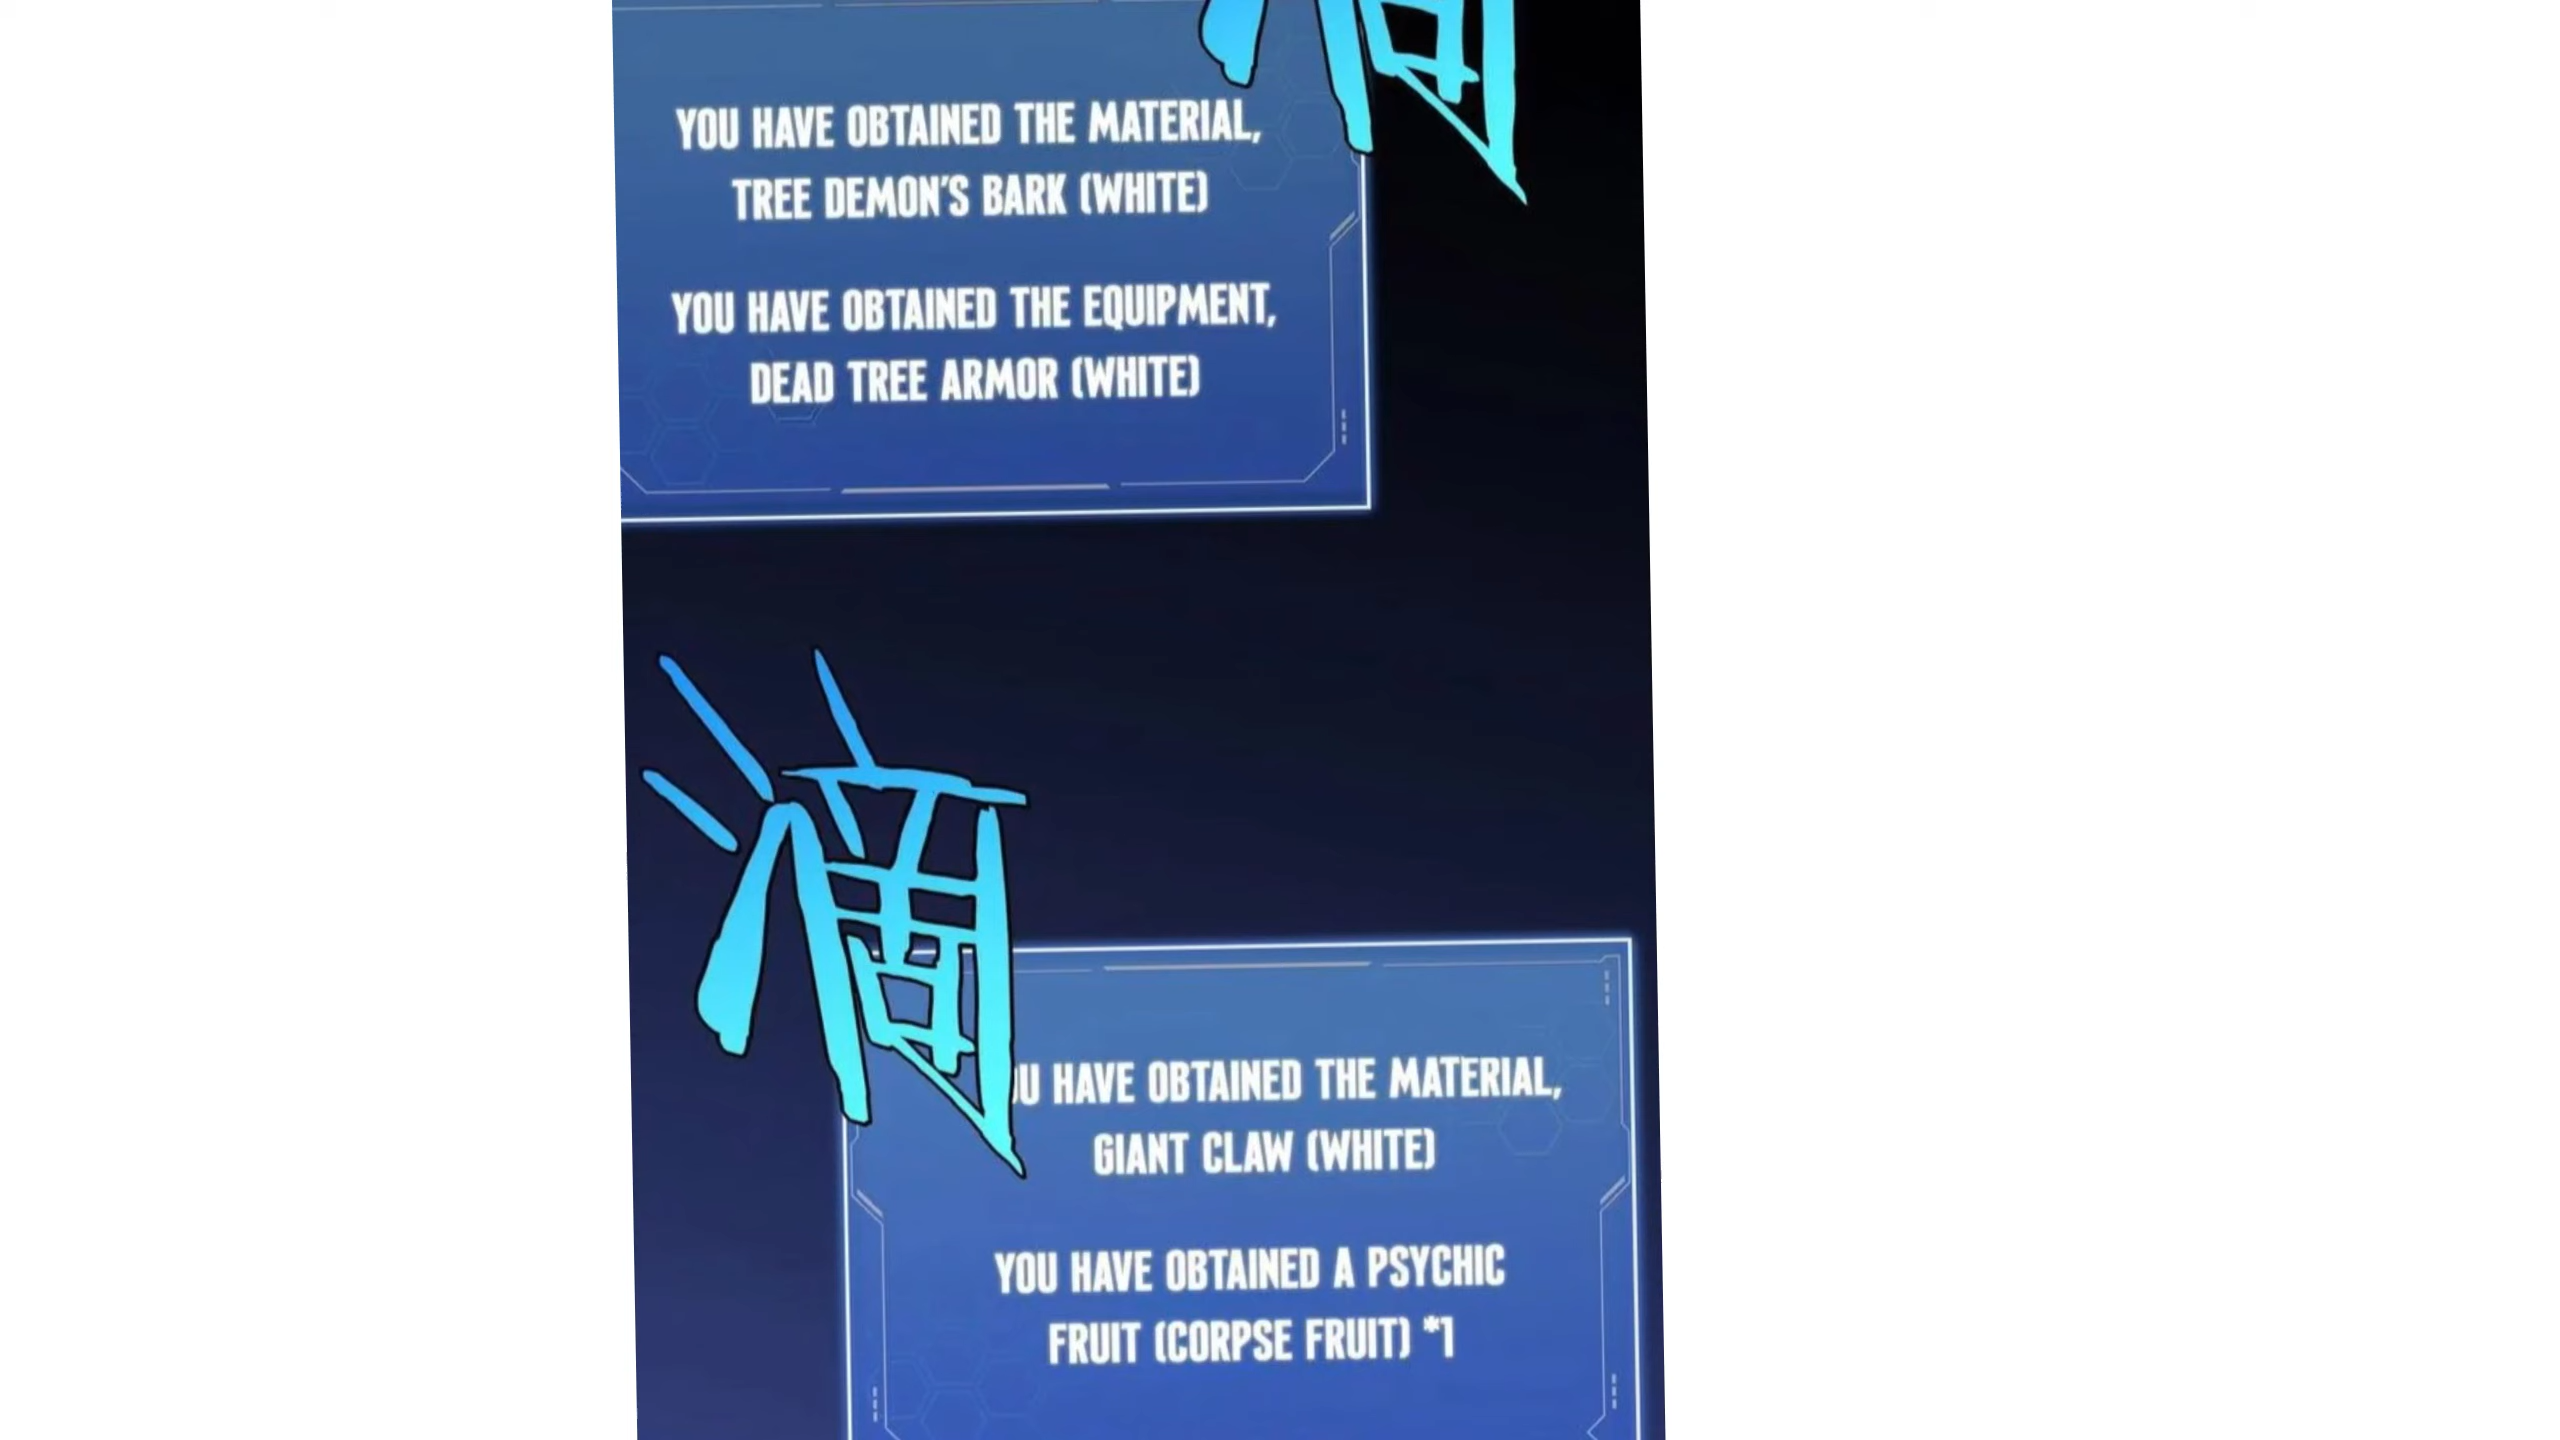 YOU HAVE OBTAINED THE MATERIAL,
TREE DEMON'S BARK (WHITE)
YOU HAVE OBTAINED THE EQUIPMENT,
DEAD TREE ARMOR (WHITE)
滴
HAVE OBTAINED THE MATERIAL,
GIANT CLAW (WHITE)
YOU HAVE OBTAINED A PSYCHIC
FRUIT (CORPSE FRUIT) *1